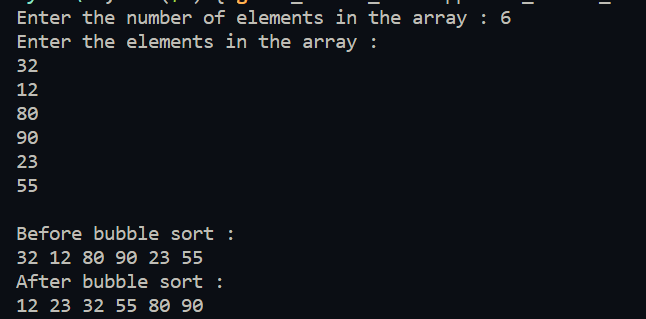 Enter the number of elements in the array : 6
Enter the elements in the array :
32
12
80
90
23
55
Before bubble sort :
32 12 80 90 23 55
After bubble sort :
12 23 32 55 80 90